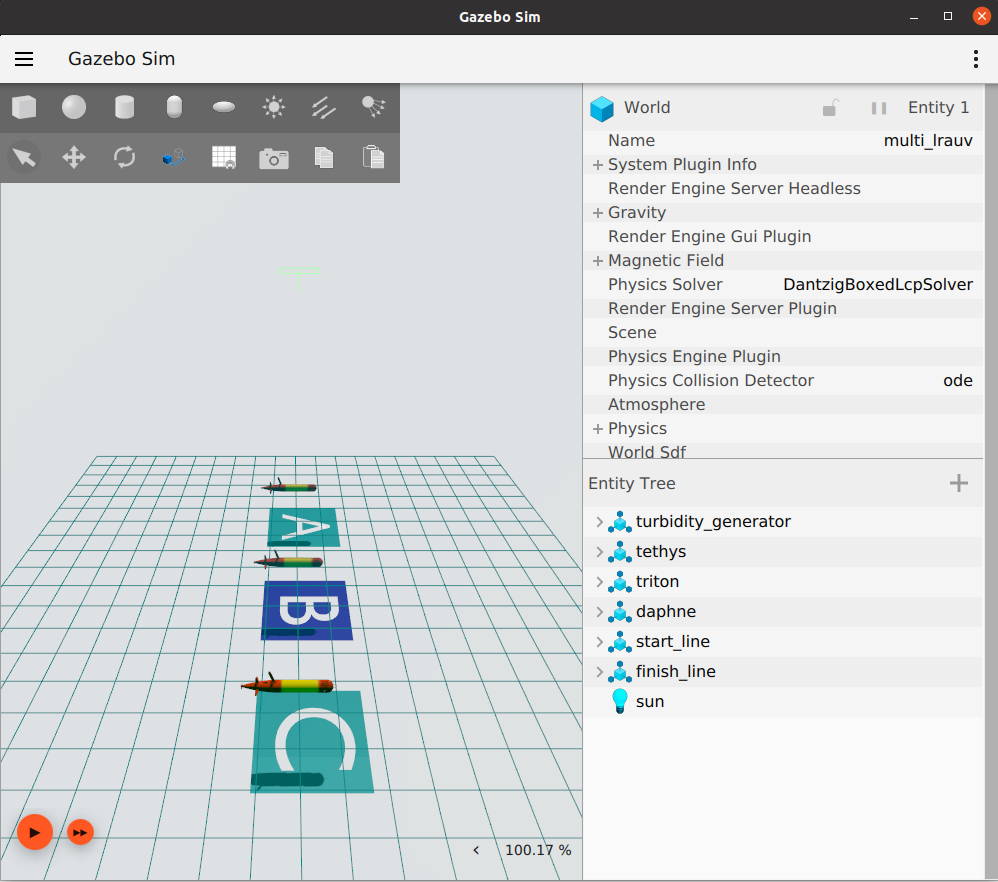 Gazebo Sim
Gazebo Sim
World
Entity 1
Name multi_lrauv
System Plugin Info
Render Engine Server Headless
Gravity
Render Engine Gui Plugin
Magnetic Field
Physics Solver DantzigBoxedLcpSolver
Render Engine Server Plugin
Scene
Physics Engine Plugin
Physics Collision Detector ode
Atmosphere
Physics
World Sdf
Entity Tree
turbidity_generator
tethys
triton
daphne
start_line
finish_line
sun
A
B
C
100.17 %